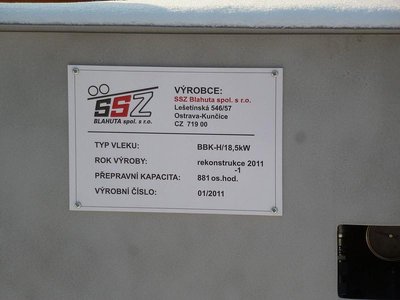 SSZ
BLAHUTA spol. s r.o.
VÝROBCE:
SSZ Blahuta spol. s r.o.
Lešetínská 546/57
Ostrava-Kunčice
CZ 719 00
TYP VLEKU: BBK-H/18,5kW
ROK VÝROBY: rekonstrukce 2011
PŘEPRAVNÍ KAPACITA: 881 os.hod.-1
VÝROBNÍ ČÍSLO: 01/2011